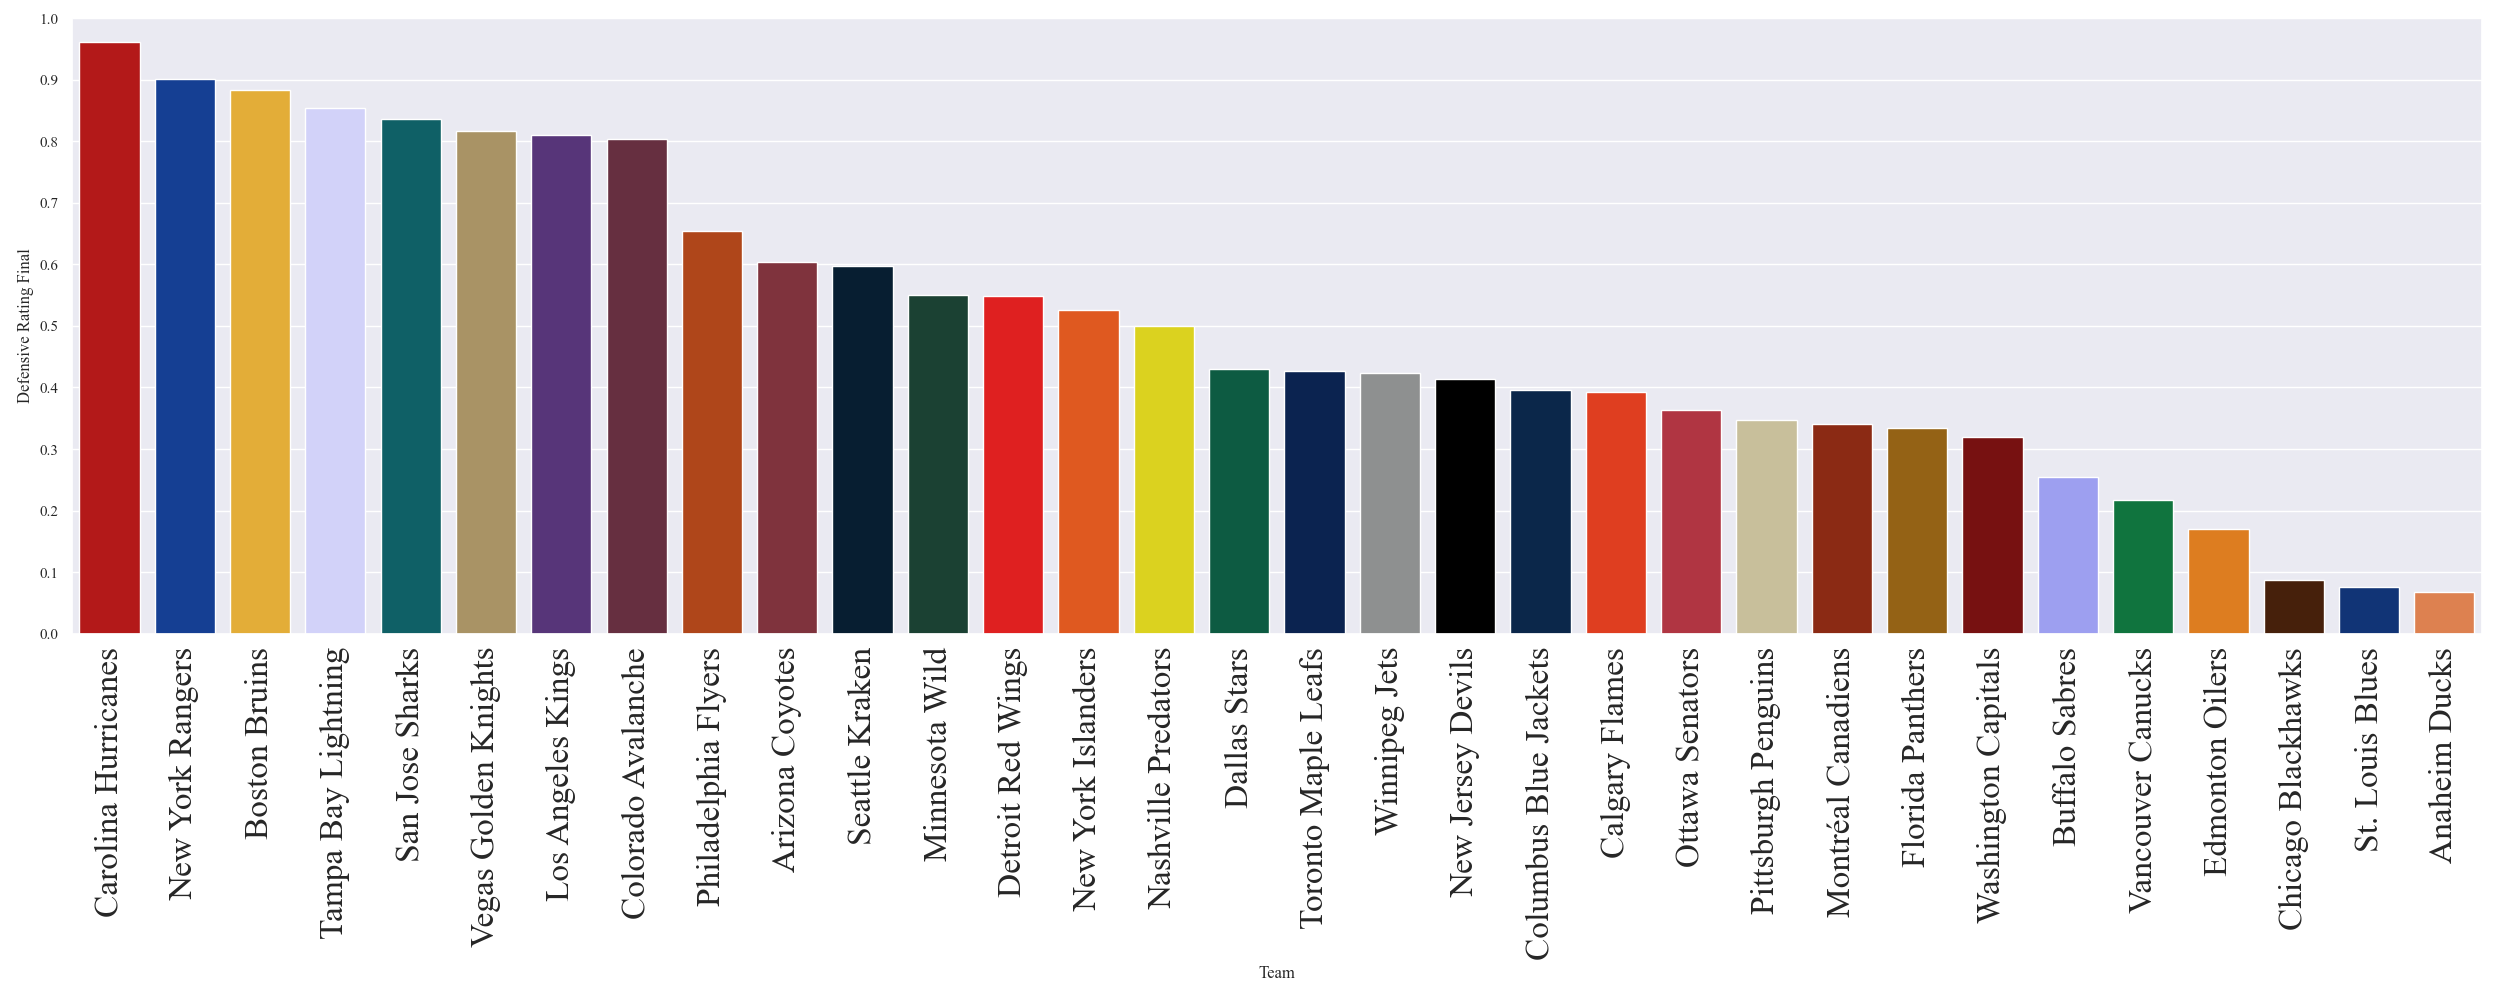 1.0
0.9
0.8
0.7
0.6
0.5
0.4
0.3
0.2
0.1
0.0
Defensive Rating Final
Carolina Hurricanes
New York Rangers
Boston Bruins
Tampa Bay Lightning
San Jose Sharks
Vegas Golden Knights
Los Angeles Kings
Colorado Avalanche
Philadelphia Flyers
Arizona Coyotes
Seattle Kraken
Minnesota Wild
Detroit Red Wings
New York Islanders
Nashville Predators
Dallas Stars
Toronto Maple Leafs
Winnipeg Jets
New Jersey Devils
Columbus Blue Jackets
Calgary Flames
Ottawa Senators
Pittsburgh Penguins
Montréal Canadiens
Florida Panthers
Washington Capitals
Buffalo Sabres
Vancouver Canucks
Edmonton Oilers
Chicago Blackhawks
St. Louis Blues
Anaheim Ducks
Team